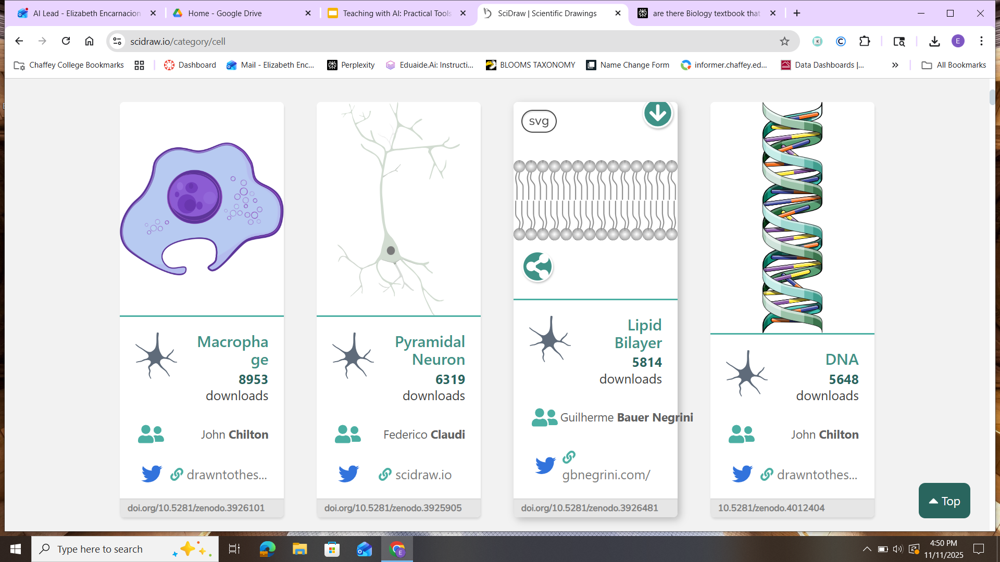 AI Lead - Elizabeth Encarnacion
Home - Google Drive
Teaching with AI: Practical Tools
SciDraw | Scientific Drawings
are there Biology textbook that
scidraw.io/category/cell
E
Chaffey College Bookmarks
Dashboard
Mail - Elizabeth Enc...
Perplexity
Eduaide.Ai: Instructi...
BLOOMS TAXONOMY
Name Change Form
informer.chaffey.ed...
Data Dashboards |...
All Bookmarks
svg
Macropha
ge
8953
downloads
John Chilton
drawntothes...
doi.org/10.5281/zenodo.3926101
Pyramidal
Neuron
6319
downloads
Federico Claudi
scidraw.io
doi.org/10.5281/zenodo.3925905
Lipid
Bilayer
5814
downloads
Guilherme Bauer Negrini
gbnegrini.com/
doi.org/10.5281/zenodo.3926481
DNA
5648
downloads
John Chilton
drawntothes...
10.5281/zenodo.4012404
Top
Type here to search
4:50 PM
11/11/2025